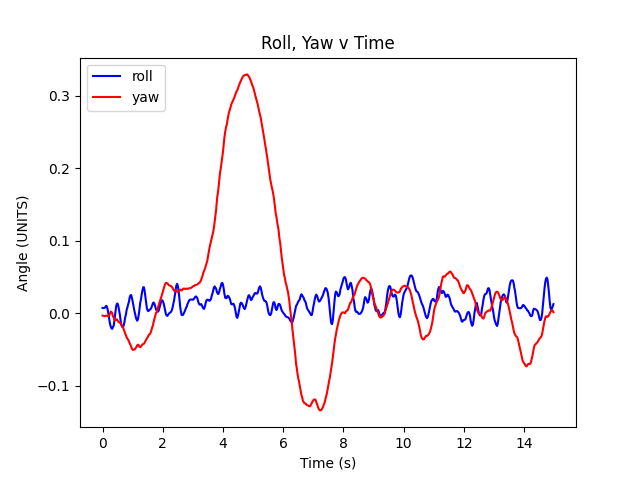 Roll, Yaw v Time
roll
yaw
Angle (UNITS)
0.3
0.2
0.1
0.0
−0.1
0 2 4 6 8 10 12 14
Time (s)